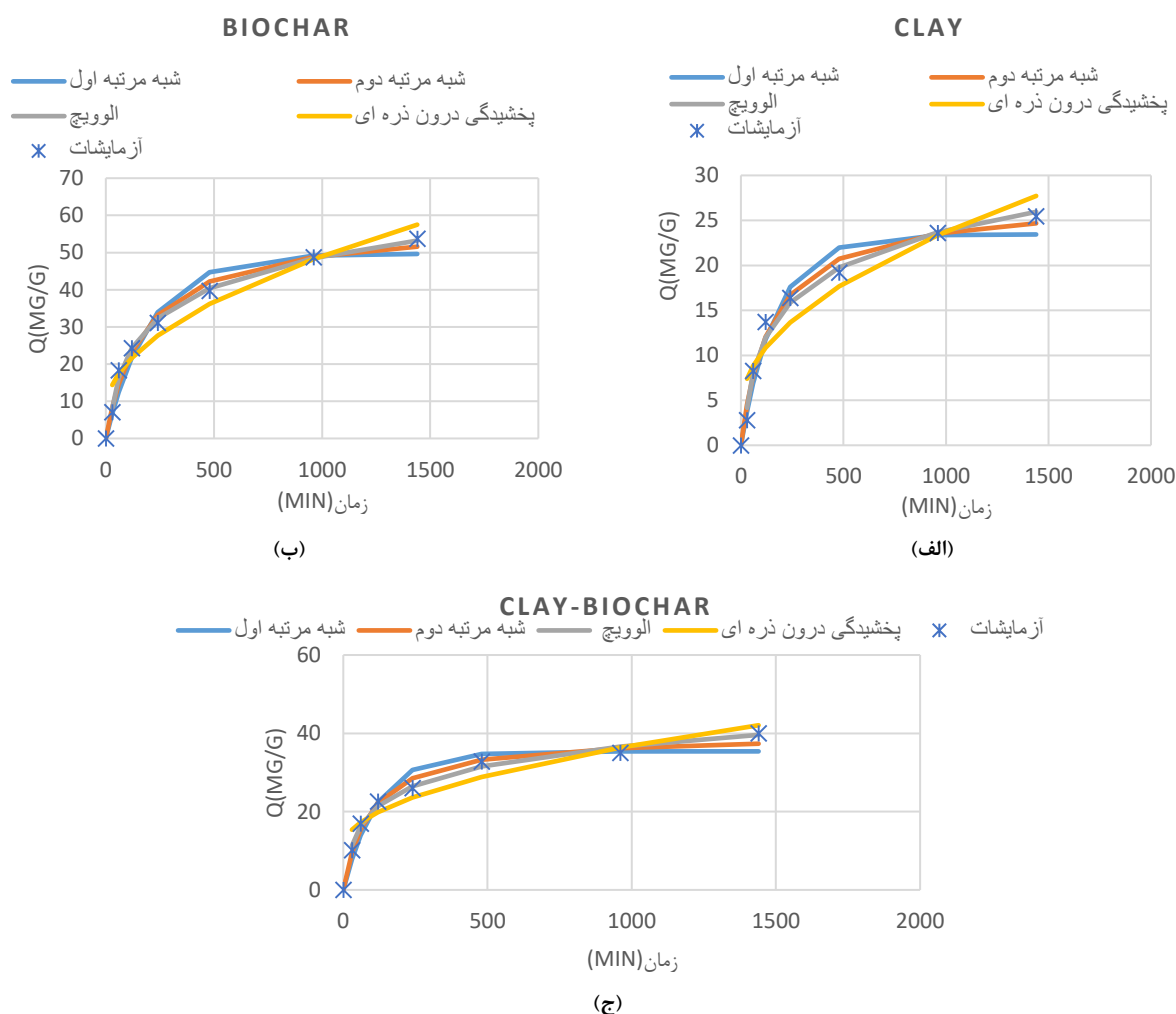 BIOCHAR
شبه مرتبه اول
شبه مرتبه دوم
الوویچ
پخشیدگی درون ذره ای
آزمایشات
70
60
50
40
30
20
10
0
Q(MG/G)
0 500 1000 1500 2000
زمان(MIN)
(ب)
CLAY
شبه مرتبه اول
شبه مرتبه دوم
الوویچ
پخشیدگی درون ذره ای
آزمایشات
30
25
20
15
10
5
0
Q(MG/G)
0 500 1000 1500 2000
زمان(MIN)
(الف)
CLAY-BIOCHAR
شبه مرتبه اول
شبه مرتبه دوم
الوویچ
پخشیدگی درون ذره ای
آزمایشات
60
40
20
0
Q(MG/G)
0 500 1000 1500 2000
زمان(MIN)
(ج)